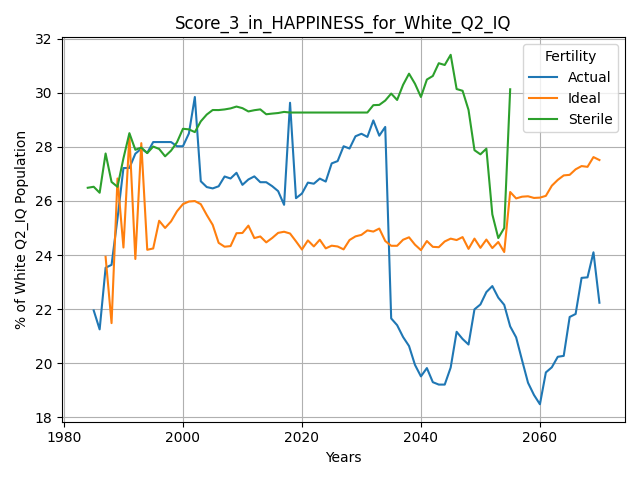 Score_3_in_HAPPINESS_for_White_Q2_IQ
% of White Q2_IQ Population
32
30
28
26
24
22
20
18
Fertility
Actual
Ideal
Sterile
1980 2000 2020 2040 2060
Years